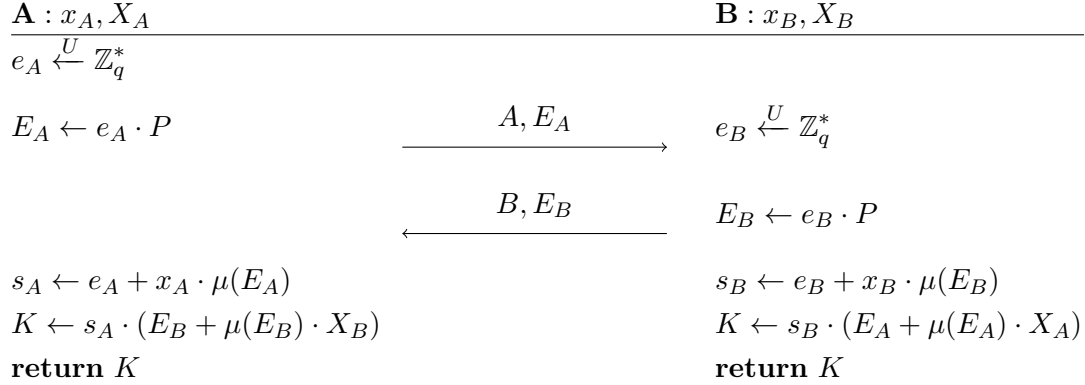 A : x_A, X_A B : x_B, X_B
e_A ←^U ℤ_q^*
E_A ← e_A · P A, E_A e_B ←^U ℤ_q^*
B, E_B E_B ← e_B · P
s_A ← e_A + x_A · μ(E_A) s_B ← e_B + x_B · μ(E_B)
K ← s_A · (E_B + μ(E_B) · X_B) K ← s_B · (E_A + μ(E_A) · X_A)
return K return K